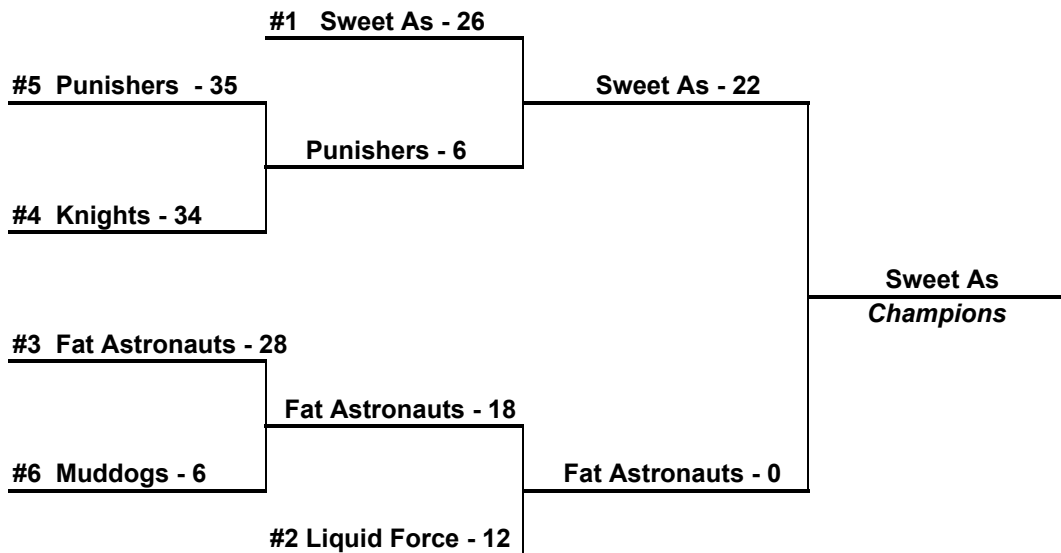 #1 Sweet As - 26
#5 Punishers - 35
Sweet As - 22
Punishers - 6
#4 Knights - 34
Sweet As
Champions
#3 Fat Astronauts - 28
Fat Astronauts - 18
#6 Muddogs - 6
Fat Astronauts - 0
#2 Liquid Force - 12